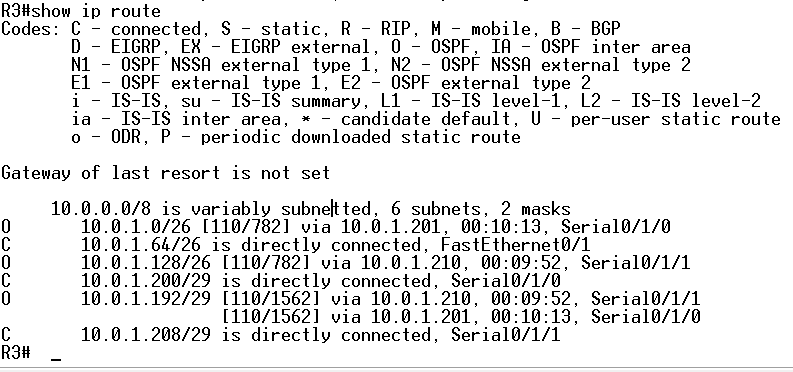 R3#show ip route
Codes: C - connected, S - static, R - RIP, M - mobile, B - BGP
       D - EIGRP, EX - EIGRP external, O - OSPF, IA - OSPF inter area
       N1 - OSPF NSSA external type 1, N2 - OSPF NSSA external type 2
       E1 - OSPF external type 1, E2 - OSPF external type 2
       i - IS-IS, su - IS-IS summary, L1 - IS-IS level-1, L2 - IS-IS level-2
       ia - IS-IS inter area, * - candidate default, U - per-user static route
       o - ODR, P - periodic downloaded static route
Gateway of last resort is not set
     10.0.0.0/8 is variably subnetted, 6 subnets, 2 masks
O       10.0.1.0/26 [110/782] via 10.0.1.201, 00:10:13, Serial0/1/0
C       10.0.1.64/26 is directly connected, FastEthernet0/1
O       10.0.1.128/26 [110/782] via 10.0.1.210, 00:09:52, Serial0/1/1
C       10.0.1.200/29 is directly connected, Serial0/1/0
O       10.0.1.192/29 [110/1562] via 10.0.1.210, 00:09:52, Serial0/1/1
                      [110/1562] via 10.0.1.201, 00:10:13, Serial0/1/0
C       10.0.1.208/29 is directly connected, Serial0/1/1
R3#  _